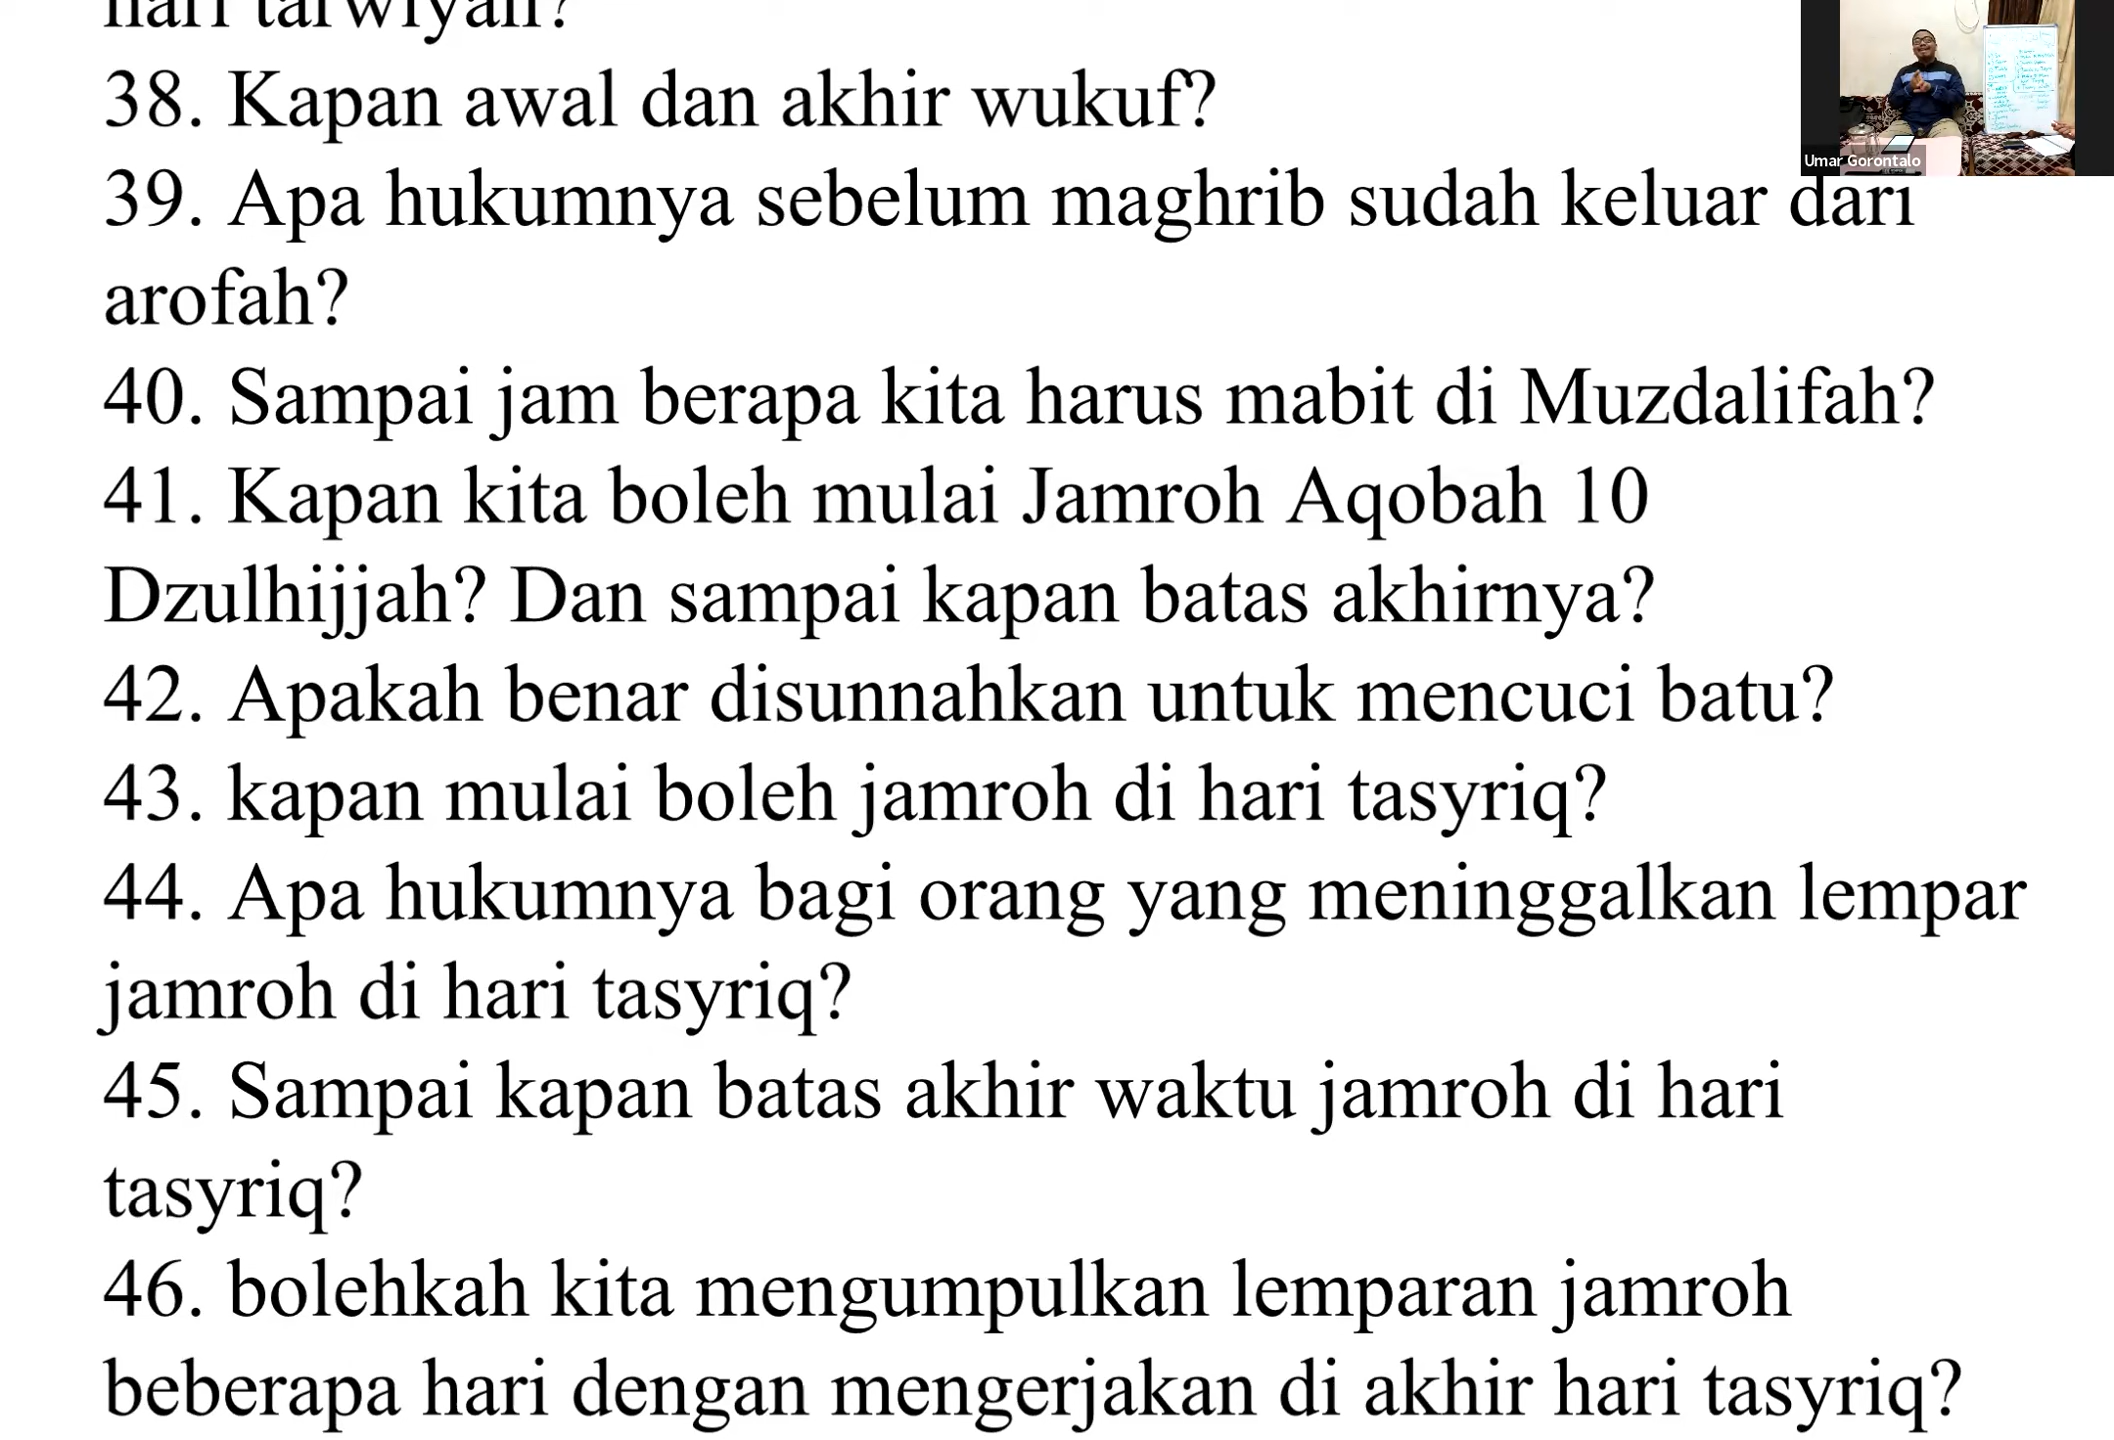 hari tarwiyah?
38. Kapan awal dan akhir wukuf?
Umar Gorontalo
39. Apa hukumnya sebelum maghrib sudah keluar dari
arofah?
40. Sampai jam berapa kita harus mabit di Muzdalifah?
41. Kapan kita boleh mulai Jamroh Aqobah 10
Dzulhijjah? Dan sampai kapan batas akhirnya?
42. Apakah benar disunnahkan untuk mencuci batu?
43. kapan mulai boleh jamroh di hari tasyriq?
44. Apa hukumnya bagi orang yang meninggalkan lempar
jamroh di hari tasyriq?
45. Sampai kapan batas akhir waktu jamroh di hari
tasyriq?
46. bolehkah kita mengumpulkan lemparan jamroh
beberapa hari dengan mengerjakan di akhir hari tasyriq?